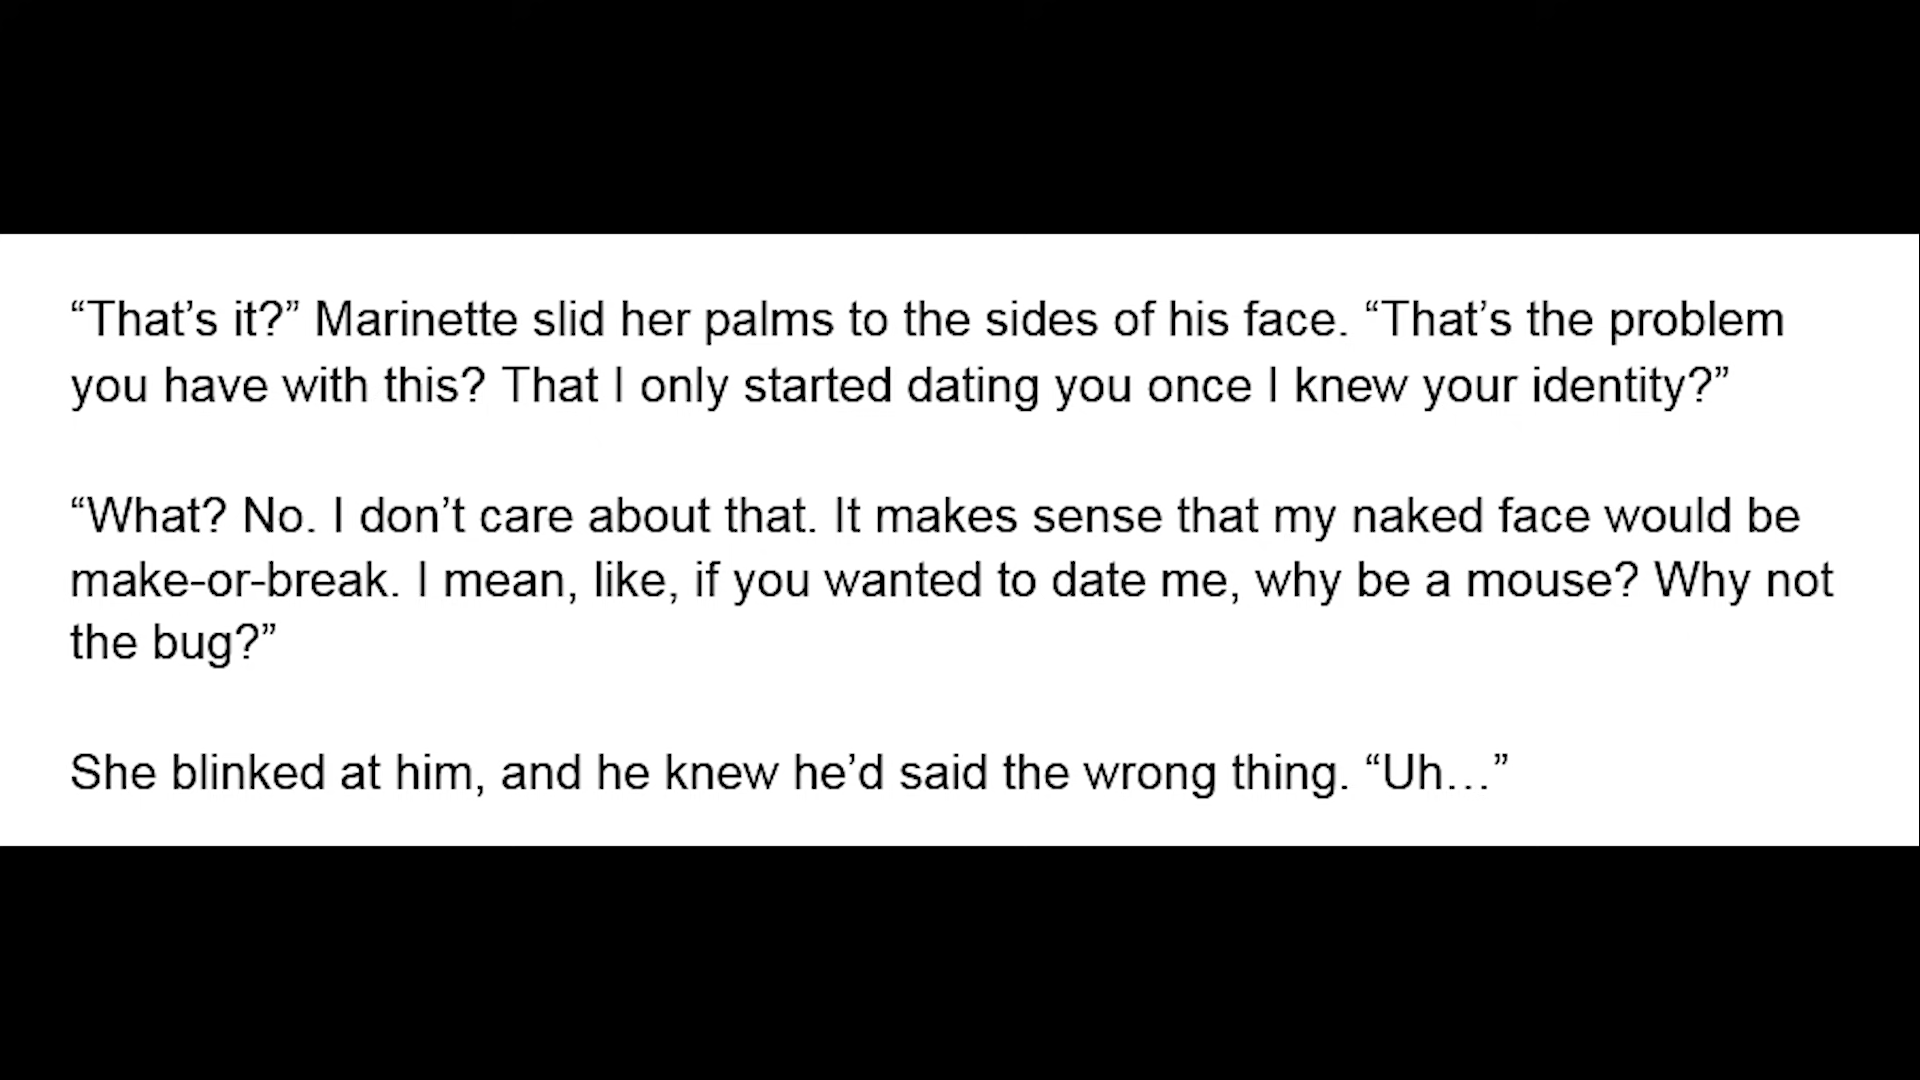 “That’s it?” Marinette slid her palms to the sides of his face. “That’s the problem
you have with this? That I only started dating you once I knew your identity?”
“What? No. I don’t care about that. It makes sense that my naked face would be
make-or-break. I mean, like, if you wanted to date me, why be a mouse? Why not
the bug?”
She blinked at him, and he knew he’d said the wrong thing. “Uh…”